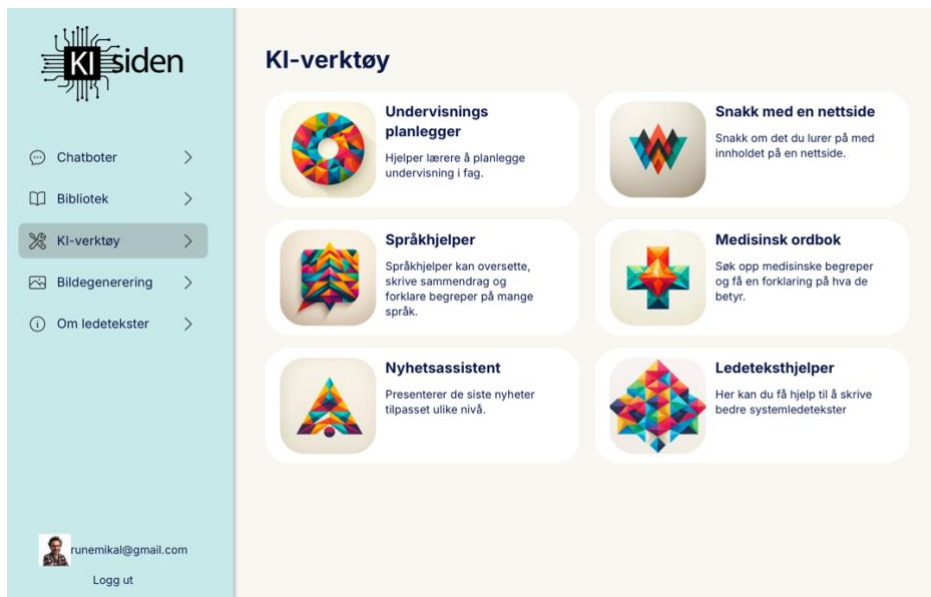 KI siden
Chatboter
Bibliotek
KI-verktøy
Bildegenerering
Om ledetekster
runemikal@gmail.com
Logg ut
KI-verktøy
Undervisnings
planlegger
Hjelper lærere å planlegge
undervisning i fag.
Snakk med en nettside
Snakk om det du lurer på med
innholdet på en nettside.
Språkhjelper
Språkhjelper kan oversette,
skrive sammendrag og
forklare begreper på mange
språk.
Medisinsk ordbok
Søk opp medisinske begreper
og få en forklaring på hva de
betyr.
Nyhetsassistent
Presenterer de siste nyheter
tilpasset ulike nivå.
Ledeteksthjelper
Her kan du få hjelp til å skrive
bedre systemledetekster